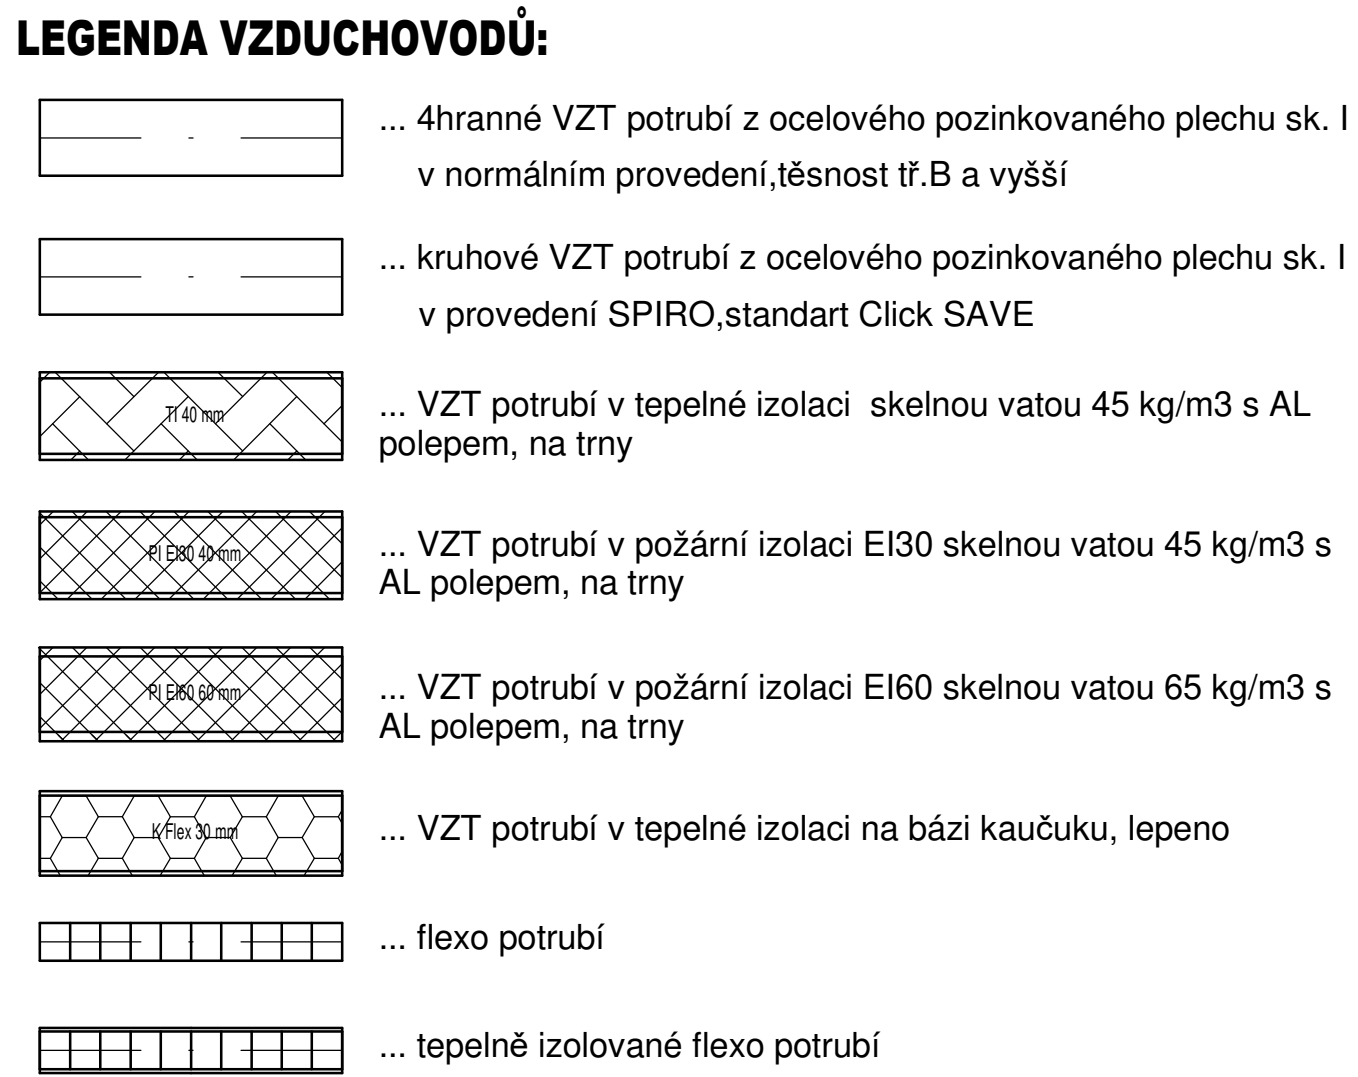 LEGENDA VZDUCHOVODŮ:
... 4hranné VZT potrubí z ocelového pozinkovaného plechu sk. I
v normálním provedení,těsnost tř.B a vyšší
... kruhové VZT potrubí z ocelového pozinkovaného plechu sk. I
v provedení SPIRO,standart Click SAVE
TI 40 mm
... VZT potrubí v tepelné izolaci  skelnou vatou 45 kg/m3 s AL
polepem, na trny
PI EI30 40 mm
... VZT potrubí v požární izolaci EI30 skelnou vatou 45 kg/m3 s
AL polepem, na trny
PI EI60 60 mm
... VZT potrubí v požární izolaci EI60 skelnou vatou 65 kg/m3 s
AL polepem, na trny
K Flex 30 mm
... VZT potrubí v tepelné izolaci na bázi kaučuku, lepeno
... flexo potrubí
... tepelně izolované flexo potrubí